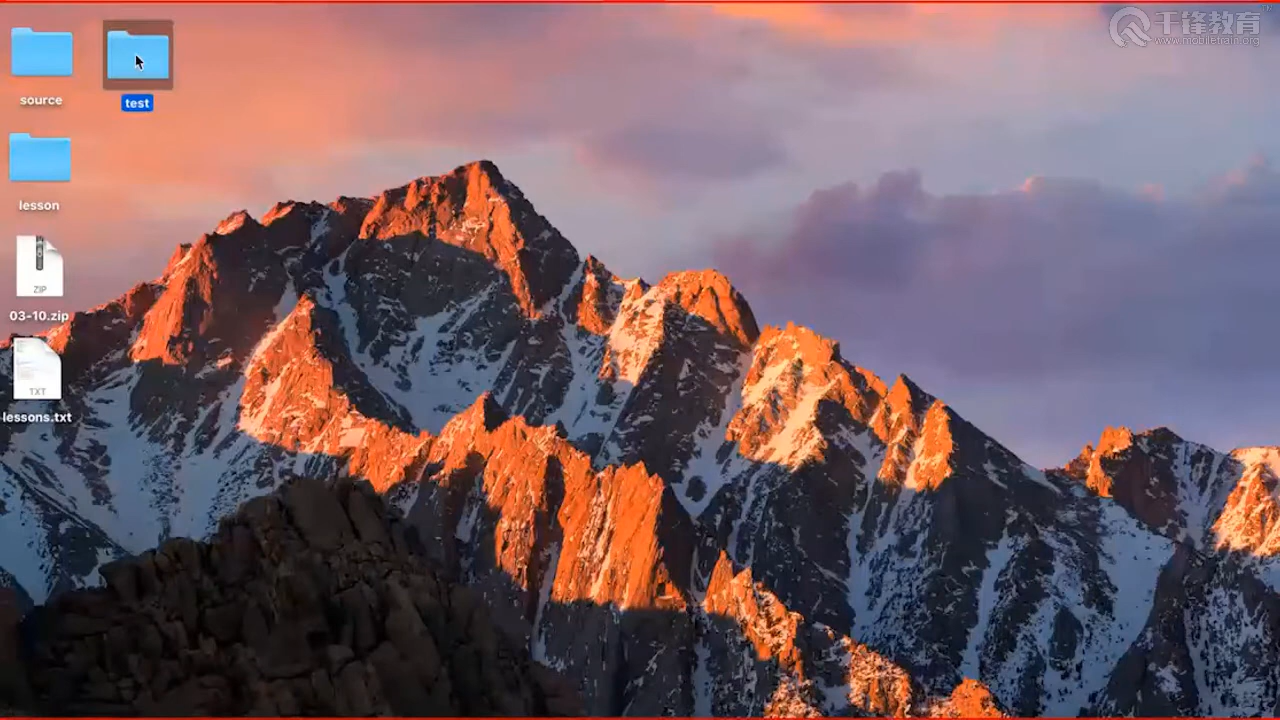 千锋教育
www.mobiletrain.org
source
test
lesson
ZIP
03-10.zip
TXT
lessons.txt